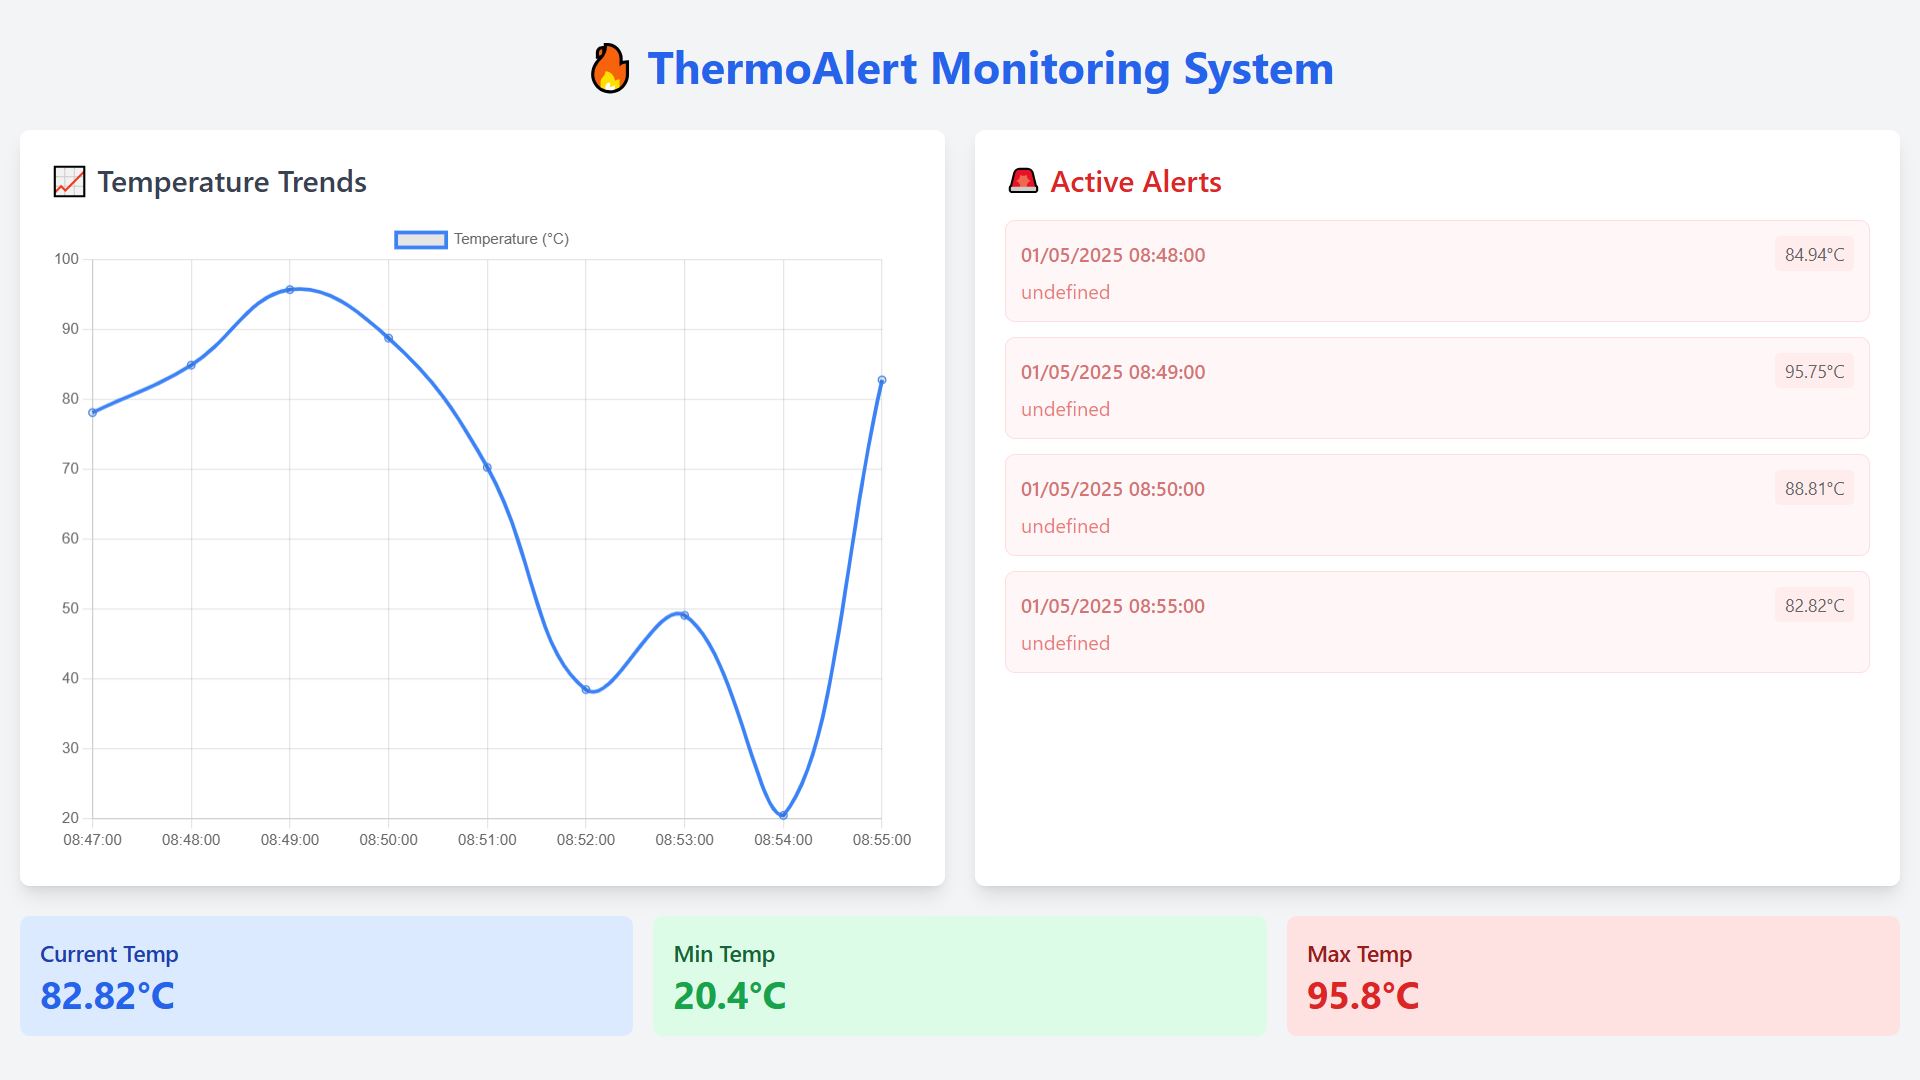 ThermoAlert Monitoring System
Temperature Trends
Temperature (°C)
100
90
80
70
60
50
40
30
20
08:47:00 08:48:00 08:49:00 08:50:00 08:51:00 08:52:00 08:53:00 08:54:00 08:55:00
Active Alerts
01/05/2025 08:48:00 84.94°C
undefined
01/05/2025 08:49:00 95.75°C
undefined
01/05/2025 08:50:00 88.81°C
undefined
01/05/2025 08:55:00 82.82°C
undefined
Current Temp
82.82°C
Min Temp
20.4°C
Max Temp
95.8°C